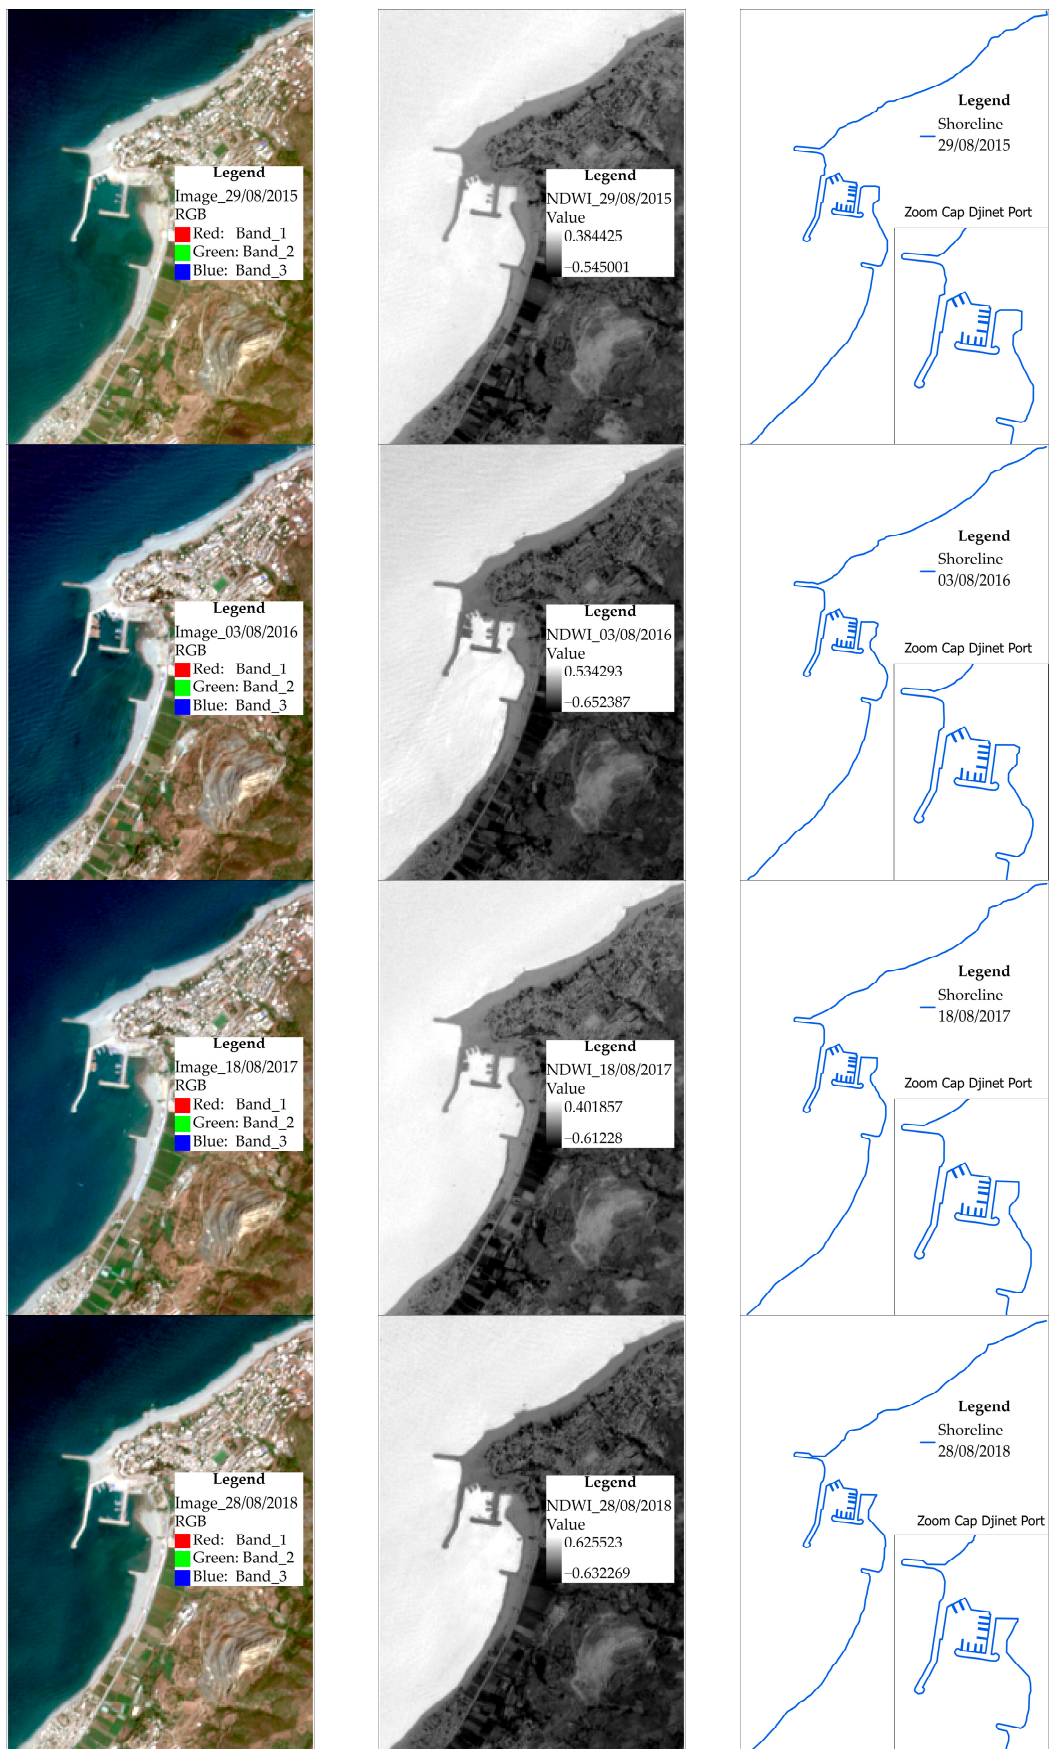 Legend
Image_29/08/2015
RGB
Red: Band_1
Green: Band_2
Blue: Band_3
Legend
NDWI_29/08/2015
Value
0.384425
−0.545001
Legend
Shoreline
29/08/2015
Zoom Cap Djinet Port
Legend
Image_03/08/2016
RGB
Red: Band_1
Green: Band_2
Blue: Band_3
Legend
NDWI_03/08/2016
Value
0.534293
−0.652387
Legend
Shoreline
03/08/2016
Zoom Cap Djinet Port
Legend
Image_18/08/2017
RGB
Red: Band_1
Green: Band_2
Blue: Band_3
Legend
NDWI_18/08/2017
Value
0.401857
−0.61228
Legend
Shoreline
18/08/2017
Zoom Cap Djinet Port
Legend
Image_28/08/2018
RGB
Red: Band_1
Green: Band_2
Blue: Band_3
Legend
NDWI_28/08/2018
Value
0.625523
−0.632269
Legend
Shoreline
28/08/2018
Zoom Cap Djinet Port